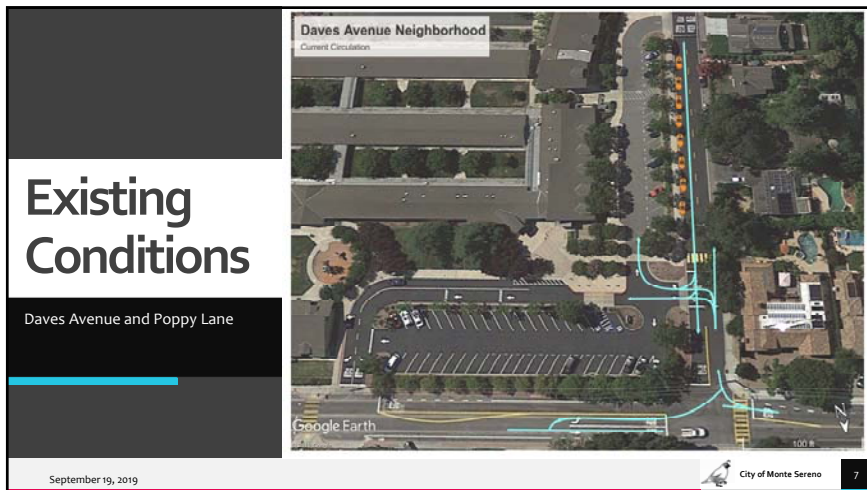 Existing
Conditions
Daves Avenue and Poppy Lane
Daves Avenue Neighborhood
Current Circulation
Google Earth
N
100 ft
September 19, 2019
City of Monte Sereno
7